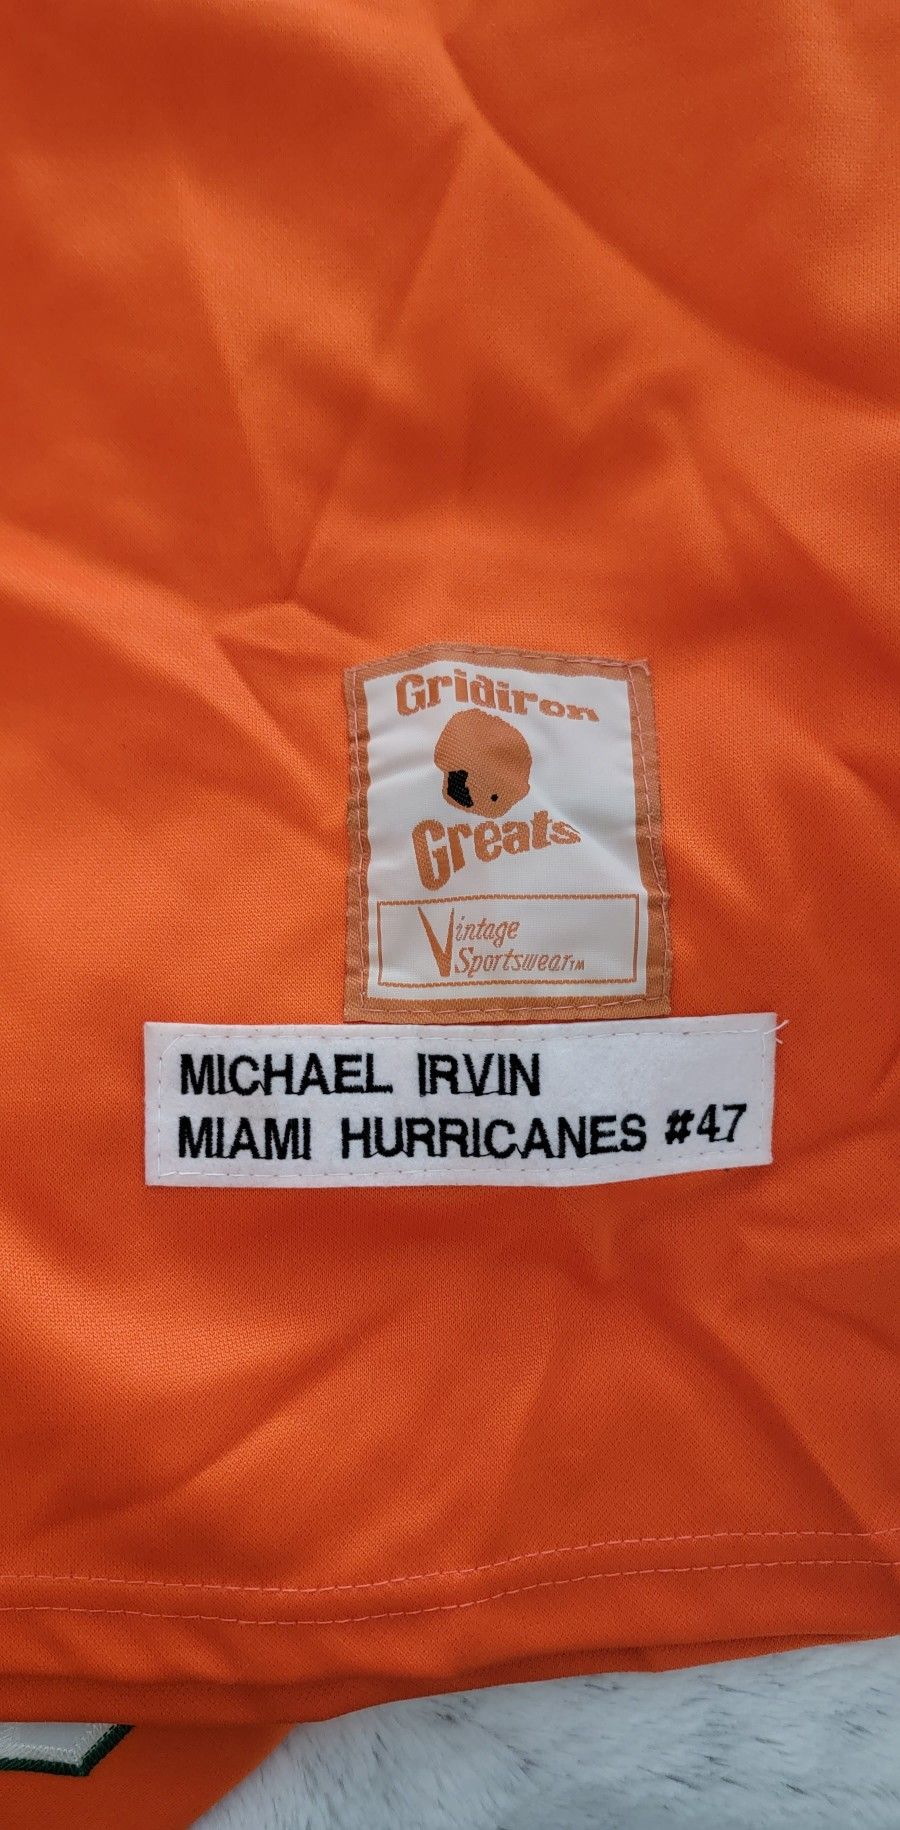 Gridiron
Greats
Vintage
Sportswear™
MICHAEL IRVIN
MIAMI HURRICANES #47